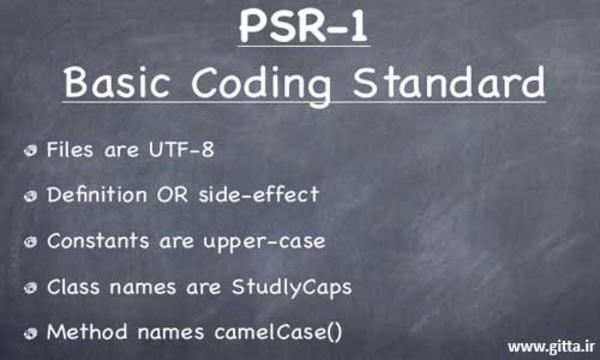 PSR-1
Basic Coding Standard
Files are UTF-8
Definition OR side-effect
Constants are upper-case
Class names are StudlyCaps
Method names camelCase()
www.gitta.ir